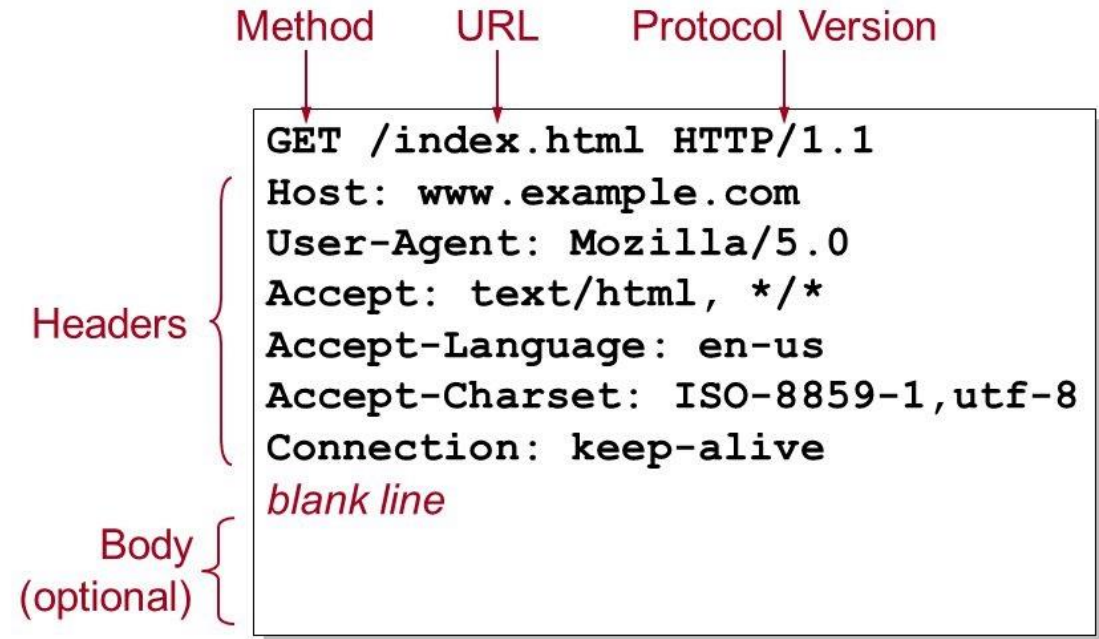 Method URL Protocol Version
GET /index.html HTTP/1.1
Host: www.example.com
User-Agent: Mozilla/5.0
Accept: text/html, */*
Accept-Language: en-us
Accept-Charset: ISO-8859-1,utf-8
Connection: keep-alive
blank line
Headers
Body
(optional)